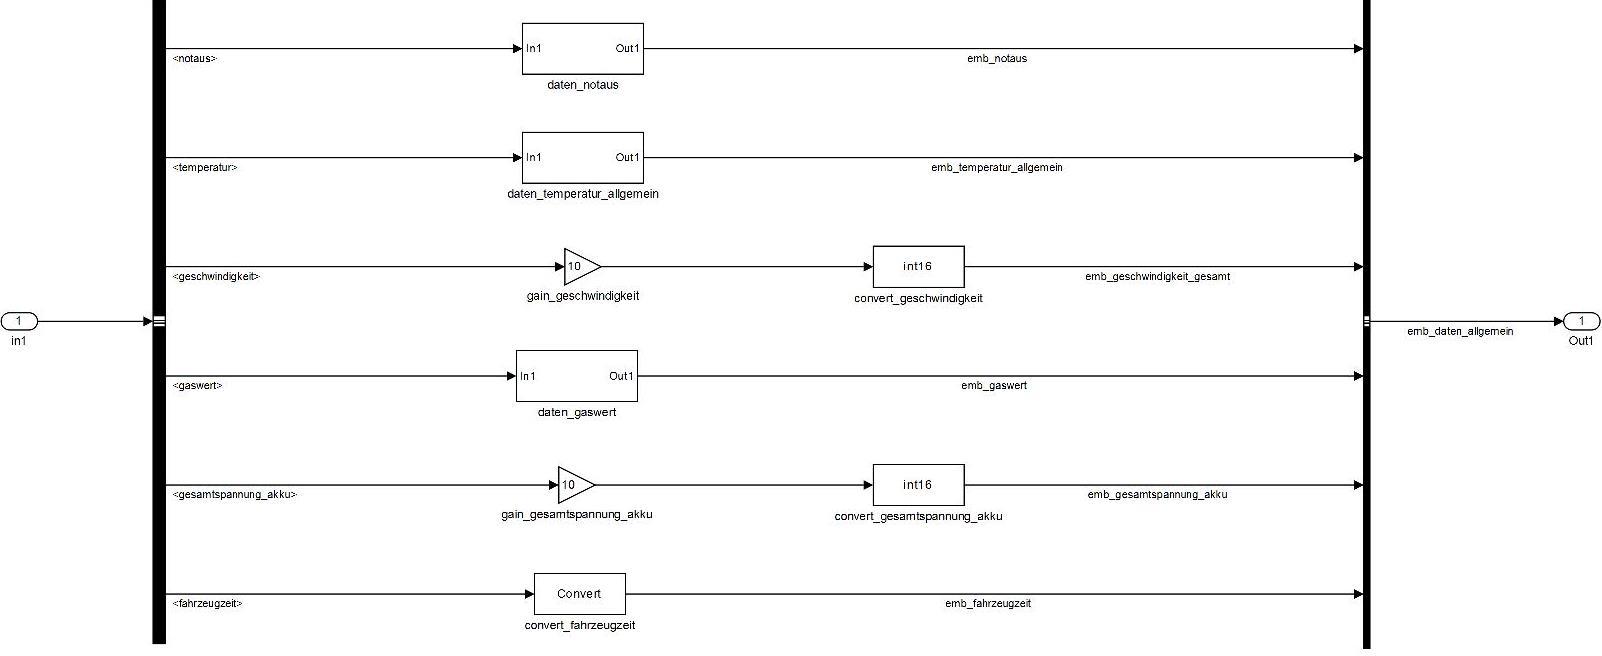 In1 Out1
<notaus> emb_notaus
daten_notaus
In1 Out1
<temperatur> emb_temperatur_allgemein
daten_temperatur_allgemein
10 int16
<geschwindigkeit> emb_geschwindigkeit_gesamt
gain_geschwindigkeit convert_geschwindigkeit
1 1
emb_daten_allgemein
in1 Out1
In1 Out1
<gaswert> emb_gaswert
daten_gaswert
10 int16
<gesamtspannung_akku> emb_gesamtspannung_akku
gain_gesamtspannung_akku convert_gesamtspannung_akku
Convert
<fahrzeugzeit> emb_fahrzeugzeit
convert_fahrzeugzeit